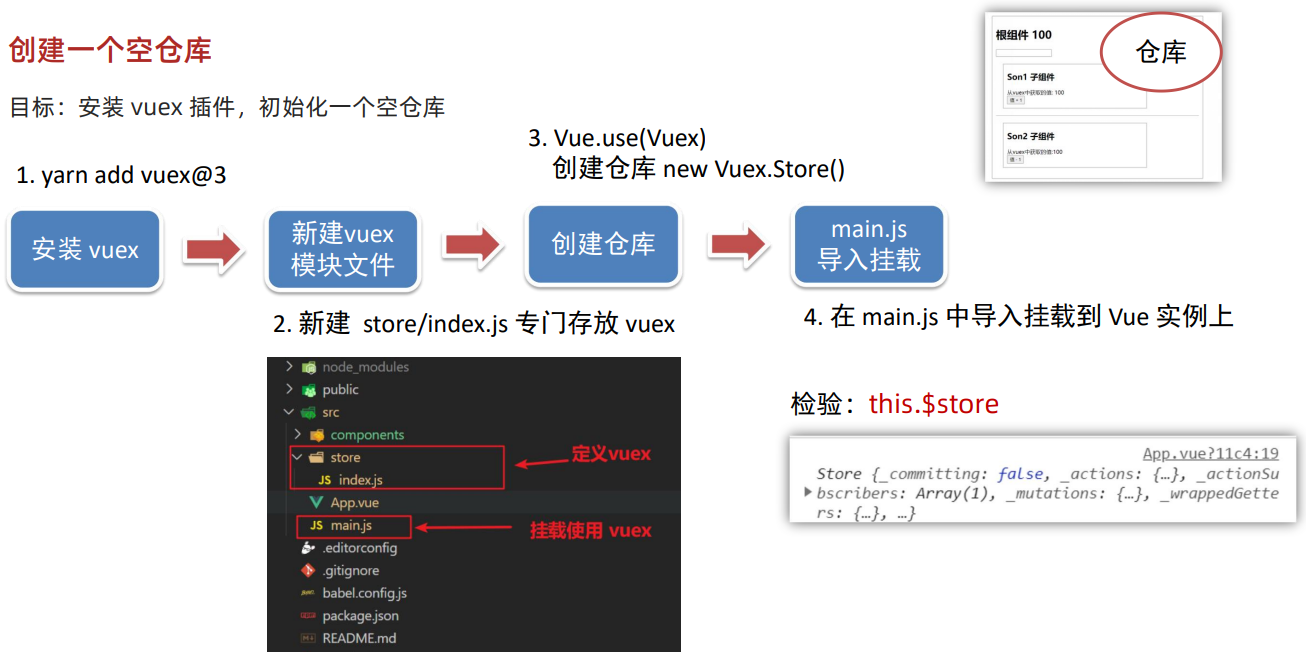 创建一个空仓库
目标：安装 vuex 插件，初始化一个空仓库
根组件 100
仓库
Son1 子组件
从vuex中获取的值: 100
值 + 1
Son2 子组件
从vuex中获取的值:100
值 - 1
1. yarn add vuex@3
3. Vue.use(Vuex)
创建仓库 new Vuex.Store()
安装 vuex
新建vuex
模块文件
创建仓库
main.js
导入挂载
2. 新建 store/index.js 专门存放 vuex
4. 在 main.js 中导入挂载到 Vue 实例上
node_modules
public
src
components
store
定义vuex
JS index.js
App.vue
JS main.js
挂载使用 vuex
.editorconfig
.gitignore
babel.config.js
package.json
README.md
检验：this.$store
App.vue?11c4:19
Store {_committing: false, _actions: {…}, _actionSu
bscribers: Array(1), _mutations: {…}, _wrappedGette
rs: {…}, …}